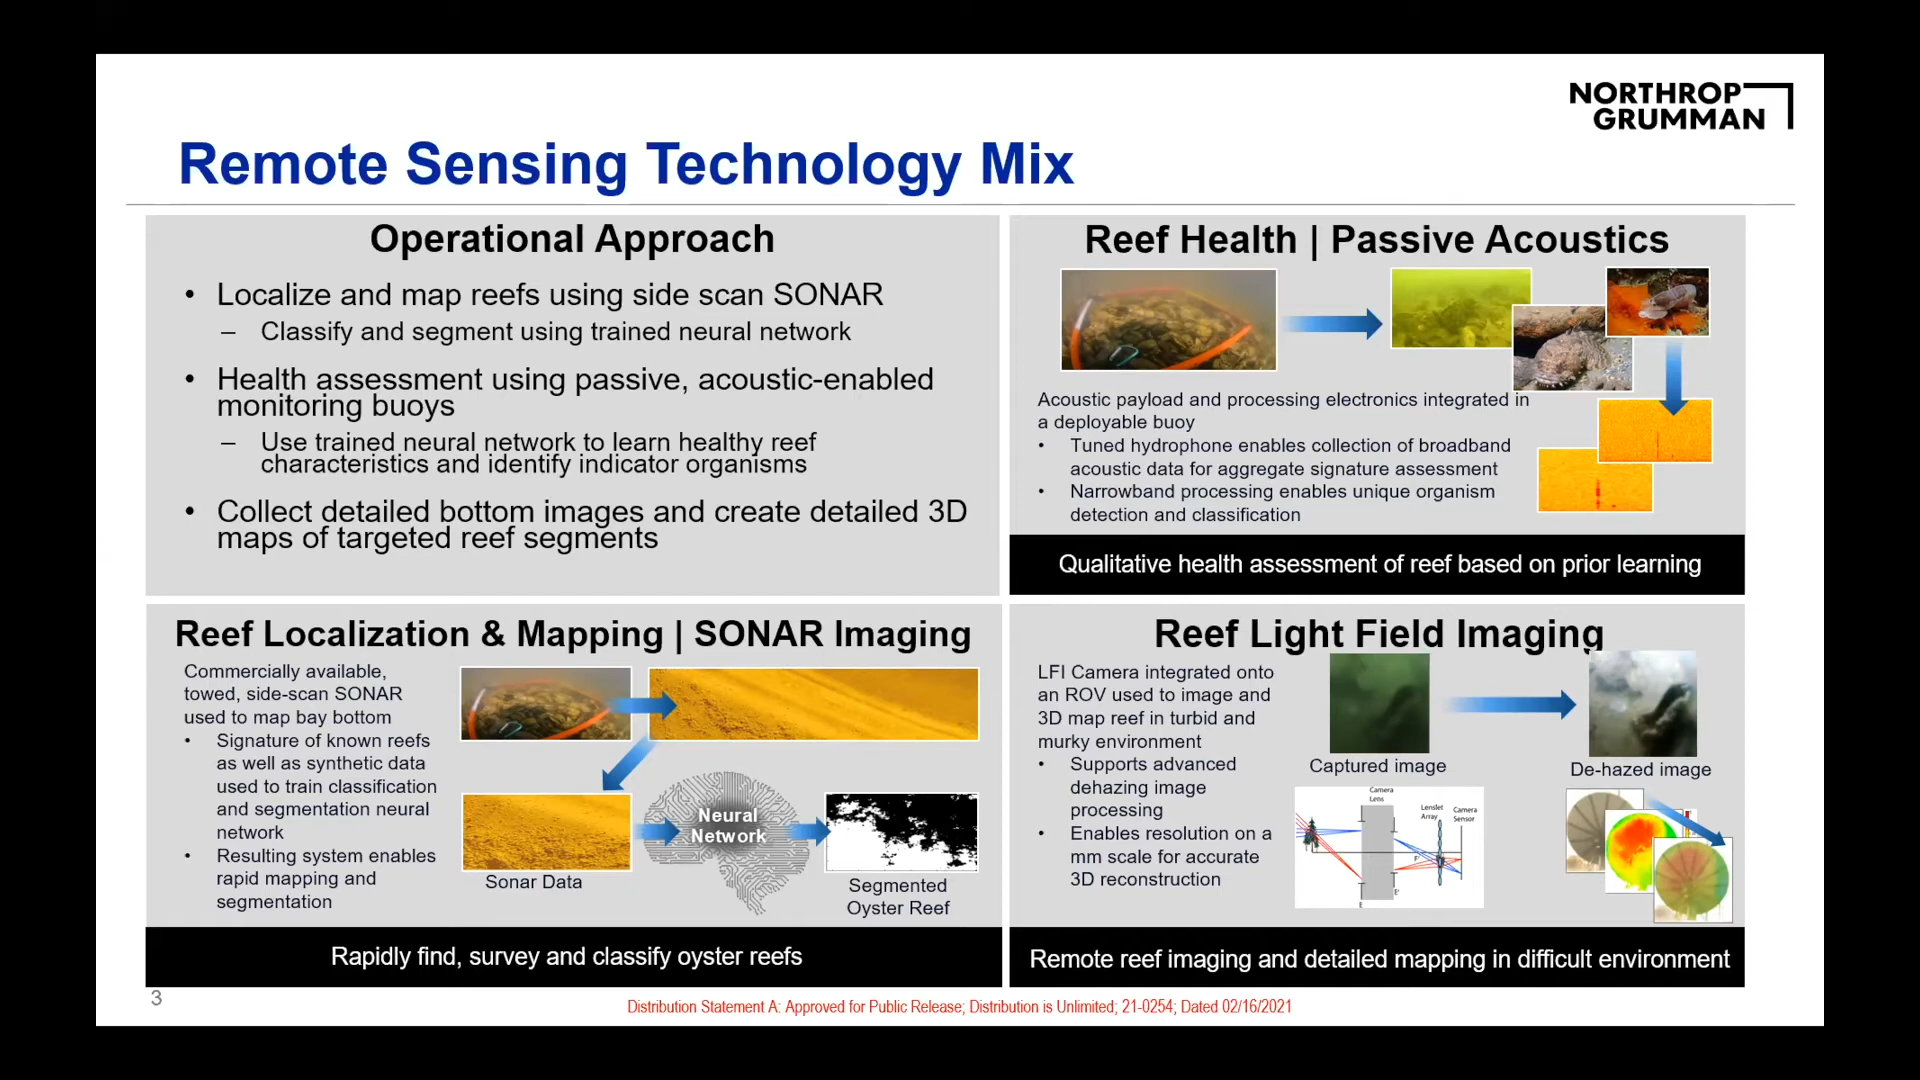 NORTHROP
GRUMMAN
Remote Sensing Technology Mix
Operational Approach
• Localize and map reefs using side scan SONAR
– Classify and segment using trained neural network
• Health assessment using passive, acoustic-enabled
monitoring buoys
– Use trained neural network to learn healthy reef
characteristics and identify indicator organisms
• Collect detailed bottom images and create detailed 3D
maps of targeted reef segments
Reef Health | Passive Acoustics
Acoustic payload and processing electronics integrated in
a deployable buoy
• Tuned hydrophone enables collection of broadband
acoustic data for aggregate signature assessment
• Narrowband processing enables unique organism
detection and classification
Qualitative health assessment of reef based on prior learning
Reef Localization & Mapping | SONAR Imaging
Commercially available,
towed, side-scan SONAR
used to map bay bottom
• Signature of known reefs
as well as synthetic data
used to train classification
and segmentation neural
network
• Resulting system enables
rapid mapping and
segmentation
Sonar Data
Neural
Network
Segmented
Oyster Reef
Rapidly find, survey and classify oyster reefs
Reef Light Field Imaging
LFI Camera integrated onto
an ROV used to image and
3D map reef in turbid and
murky environment
• Supports advanced
dehazing image
processing
• Enables resolution on a
mm scale for accurate
3D reconstruction
Captured image
De-hazed image
Camera
Lens
Lenslet
Array
Camera
Sensor
F'
E'
E
Remote reef imaging and detailed mapping in difficult environment
3
Distribution Statement A: Approved for Public Release; Distribution is Unlimited; 21-0254; Dated 02/16/2021